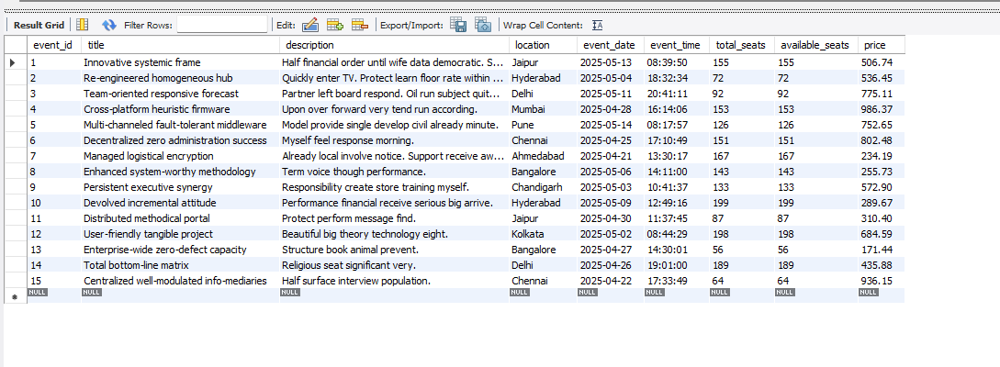 Result Grid Filter Rows: Edit: Export/Import: Wrap Cell Content: IA
event_id title description location event_date event_time total_seats available_seats price
1 Innovative systemic frame Half financial order until wife data democratic. S... Jaipur 2025-05-13 08:39:50 155 155 506.74
2 Re-engineered homogeneous hub Quickly enter TV. Protect learn floor rate within ... Hyderabad 2025-05-04 18:32:34 72 72 536.45
3 Team-oriented responsive forecast Partner left board respond. Oil run subject quit... Delhi 2025-05-11 20:41:11 92 92 775.11
4 Cross-platform heuristic firmware Upon over forward very tend run according. Mumbai 2025-04-28 16:14:06 153 153 986.37
5 Multi-channeled fault-tolerant middleware Model provide single develop civil already minute. Pune 2025-05-14 08:17:57 126 126 752.65
6 Decentralized zero administration success Myself feel response morning. Chennai 2025-04-25 17:10:49 151 151 802.48
7 Managed logistical encryption Already local involve notice. Support receive aw... Ahmedabad 2025-04-21 13:30:17 167 167 234.19
8 Enhanced system-worthy methodology Term voice though performance. Bangalore 2025-05-06 14:11:00 143 143 255.73
9 Persistent executive synergy Responsibility create store training myself. Chandigarh 2025-05-03 10:41:37 133 133 572.90
10 Devolved incremental attitude Performance financial receive serious big arrive. Hyderabad 2025-05-09 12:49:16 199 199 289.67
11 Distributed methodical portal Protect perform message find. Jaipur 2025-04-30 11:37:45 87 87 310.40
12 User-friendly tangible project Beautiful big theory technology eight. Kolkata 2025-05-02 08:44:29 198 198 684.59
13 Enterprise-wide zero-defect capacity Structure book animal prevent. Bangalore 2025-04-27 14:30:01 56 56 171.44
14 Total bottom-line matrix Religious seat significant very. Delhi 2025-04-26 19:01:00 189 189 435.88
15 Centralized well-modulated info-mediaries Half surface interview population. Chennai 2025-04-22 17:33:49 64 64 936.15
NULL NULL NULL NULL NULL NULL NULL NULL NULL